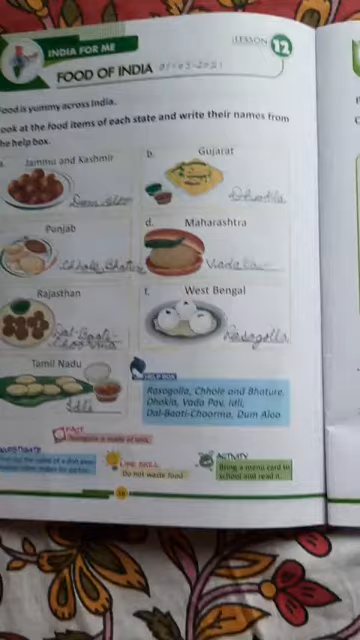 INDIA FOR ME
LESSON 12
FOOD OF INDIA
Food is yummy across India.
Look at the food items of each state and write their names from
the help box.
a. Jammu and Kashmir
b. Gujarat
Dum Aloo
Dhokla
Punjab
d. Maharashtra
Chhole Bhature
Vada
Rajasthan
f. West Bengal
Dal-Baati-
Choorma
Rasogolla
Tamil Nadu
Idli
HELP BOX
Rasogolla, Chhole and Bhature,
Dhokla, Vada Pav, Idli,
Dal-Baati-Choorma, Dum Aloo
FACT
LIFE SKILL
Do not waste food.
ACTIVITY
Bring a menu card to
school and read it.